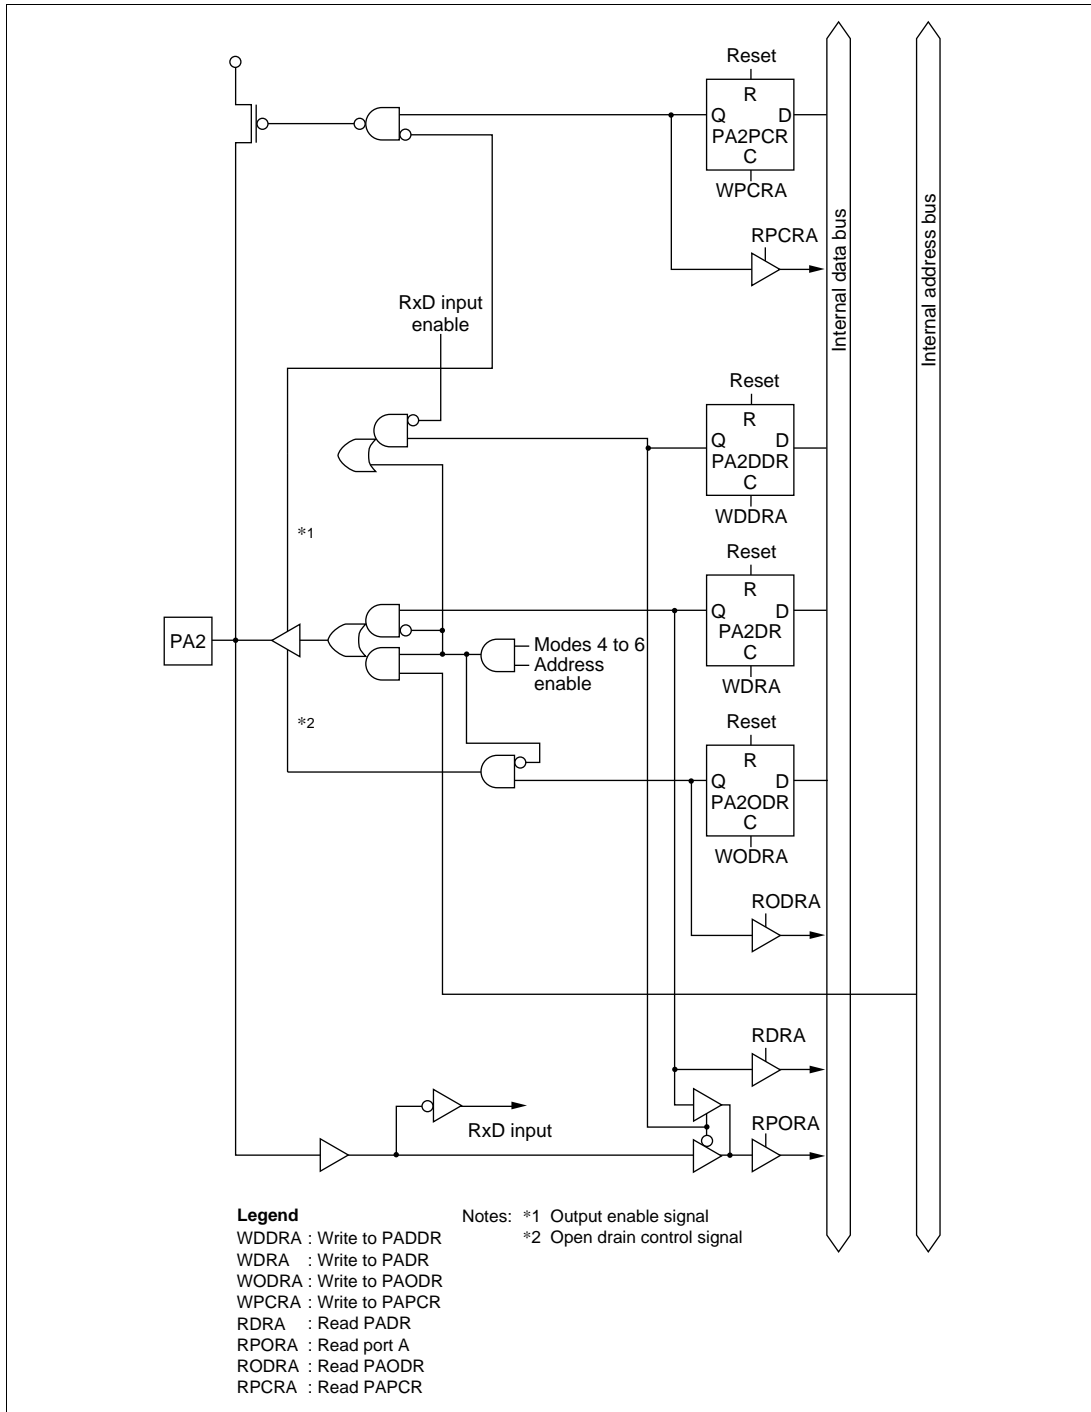 Reset
R
Q D
PA2PCR
C
WPCRA
RPCRA
Internal data bus
Internal address bus
RxD input
enable
Reset
R
Q D
PA2DDR
C
WDDRA
*1
Reset
R
Q D
PA2DR
C
WDRA
PA2
Modes 4 to 6
Address
enable
*2
Reset
R
Q D
PA2ODR
C
WODRA
RODRA
RDRA
RxD input
RPORA
Legend
WDDRA : Write to PADDR
WDRA : Write to PADR
WODRA : Write to PAODR
WPCRA : Write to PAPCR
RDRA : Read PADR
RPORA : Read port A
RODRA : Read PAODR
RPCRA : Read PAPCR
Notes: *1 Output enable signal
*2 Open drain control signal